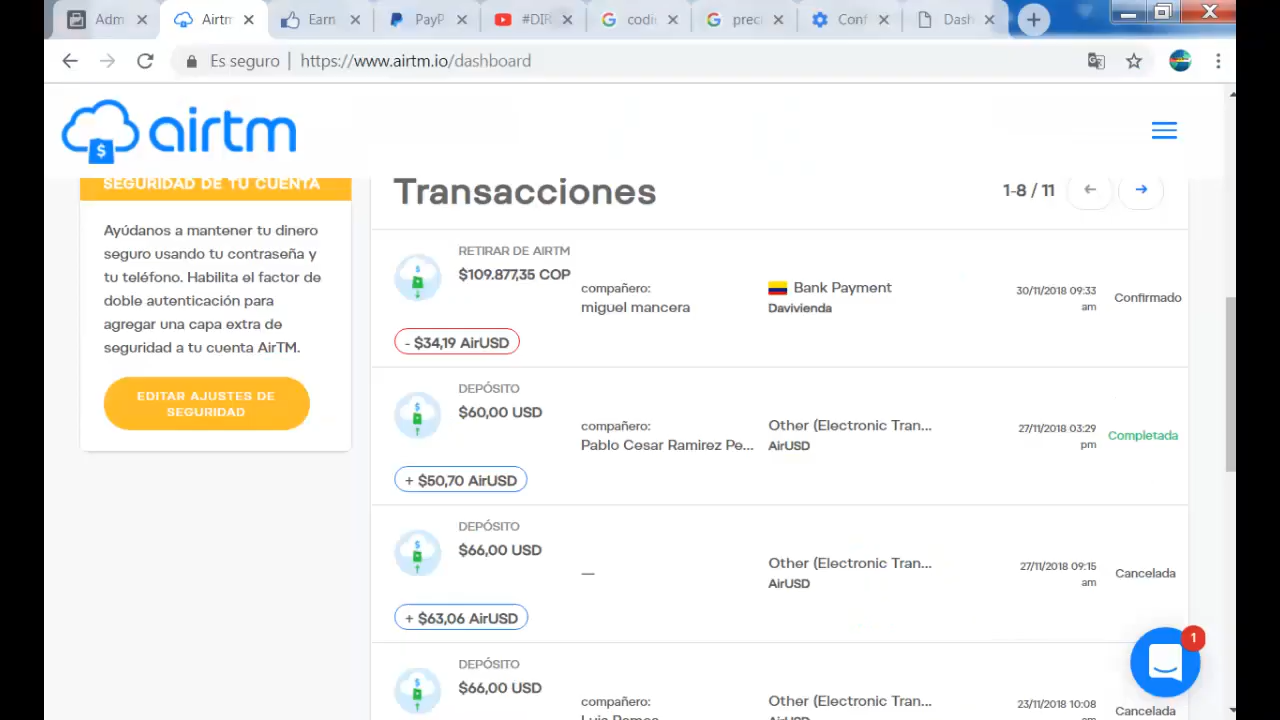 Adm
Airtm
Earn
PayP
#DIR
codi
preci
Conf
Dash
Es seguro
https://www.airtm.io/dashboard
airtm
$
SEGURIDAD DE TU CUENTA
Ayúdanos a mantener tu dinero
seguro usando tu contraseña y
tu teléfono. Habilita el factor de
doble autenticación para
agregar una capa extra de
seguridad a tu cuenta AirTM.
EDITAR AJUSTES DE
SEGURIDAD
Transacciones
1-8 / 11
RETIRAR DE AIRTM
$109.877,35 COP
- $34,19 AirUSD
compañero:
miguel mancera
Bank Payment
Davivienda
30/11/2018 09:33
am
Confirmado
DEPÓSITO
$60,00 USD
+ $50,70 AirUSD
compañero:
Pablo Cesar Ramirez Pe...
Other (Electronic Tran...
AirUSD
27/11/2018 03:29
pm
Completada
DEPÓSITO
$66,00 USD
+ $63,06 AirUSD
—
Other (Electronic Tran...
AirUSD
27/11/2018 09:15
am
Cancelada
DEPÓSITO
$66,00 USD
compañero:
Luis Ramos
Other (Electronic Tran...
AirUSD
23/11/2018 10:08
am
Cancelada
1